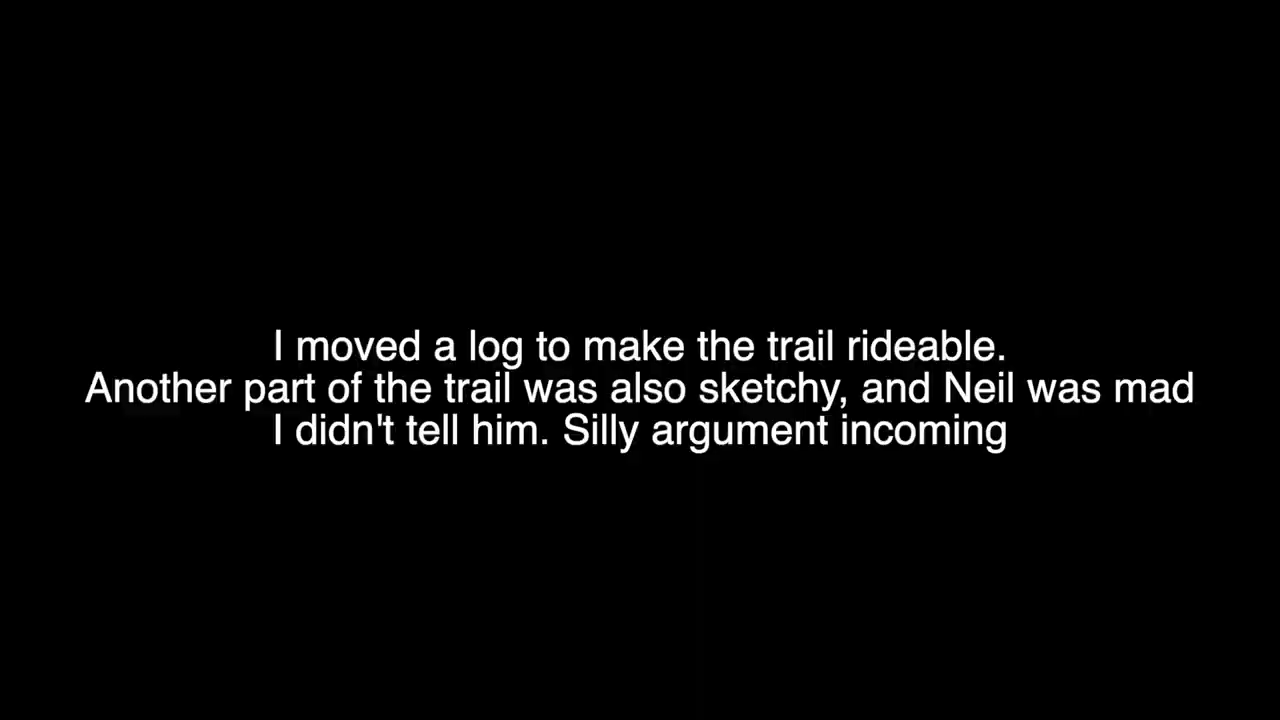 I moved a log to make the trail rideable.
Another part of the trail was also sketchy, and Neil was mad
I didn't tell him. Silly argument incoming